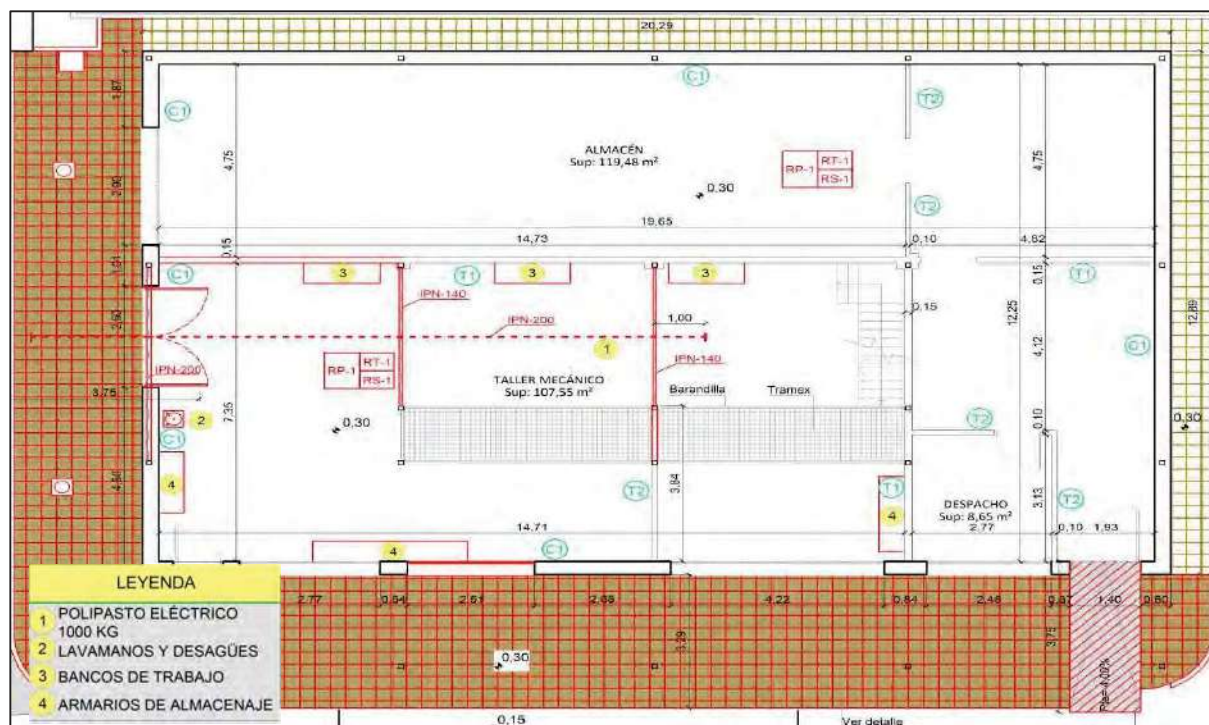 20,29
C1
C1
T2
1,87
4,75
4,75
ALMACÉN
Sup: 119,48 m²
RP-1
RT-1
RS-1
0,30
2,90
T2
19,65
14,73
0,10
4,82
0,15
1,01
C1
3
T1
3
3
T1
0,15
IPN-140
0,15
12,25
12,89
IPN-200
1,00
2,60
1
C1
4,12
RP-1
RT-1
RS-1
IPN-140
IPN-200
TALLER MECÁNICO
Sup: 107,55 m²
Barandilla
Tramex
3,75
7,35
2
0,30
T2
0,10
0,30
C1
4
T2
3,84
T1
4
DESPACHO
Sup: 8,65 m²
2,77
3,13
T2
0,10
1,93
14,71
4
C1
LEYENDA
1 POLIPASTO ELÉCTRICO
1000 KG
2 LAVAMANOS Y DESAGÜES
3 BANCOS DE TRABAJO
4 ARMARIOS DE ALMACENAJE
2,77
4,22
0,84
1,40
3,29
3,75
0,30
0,15
Ver detalle